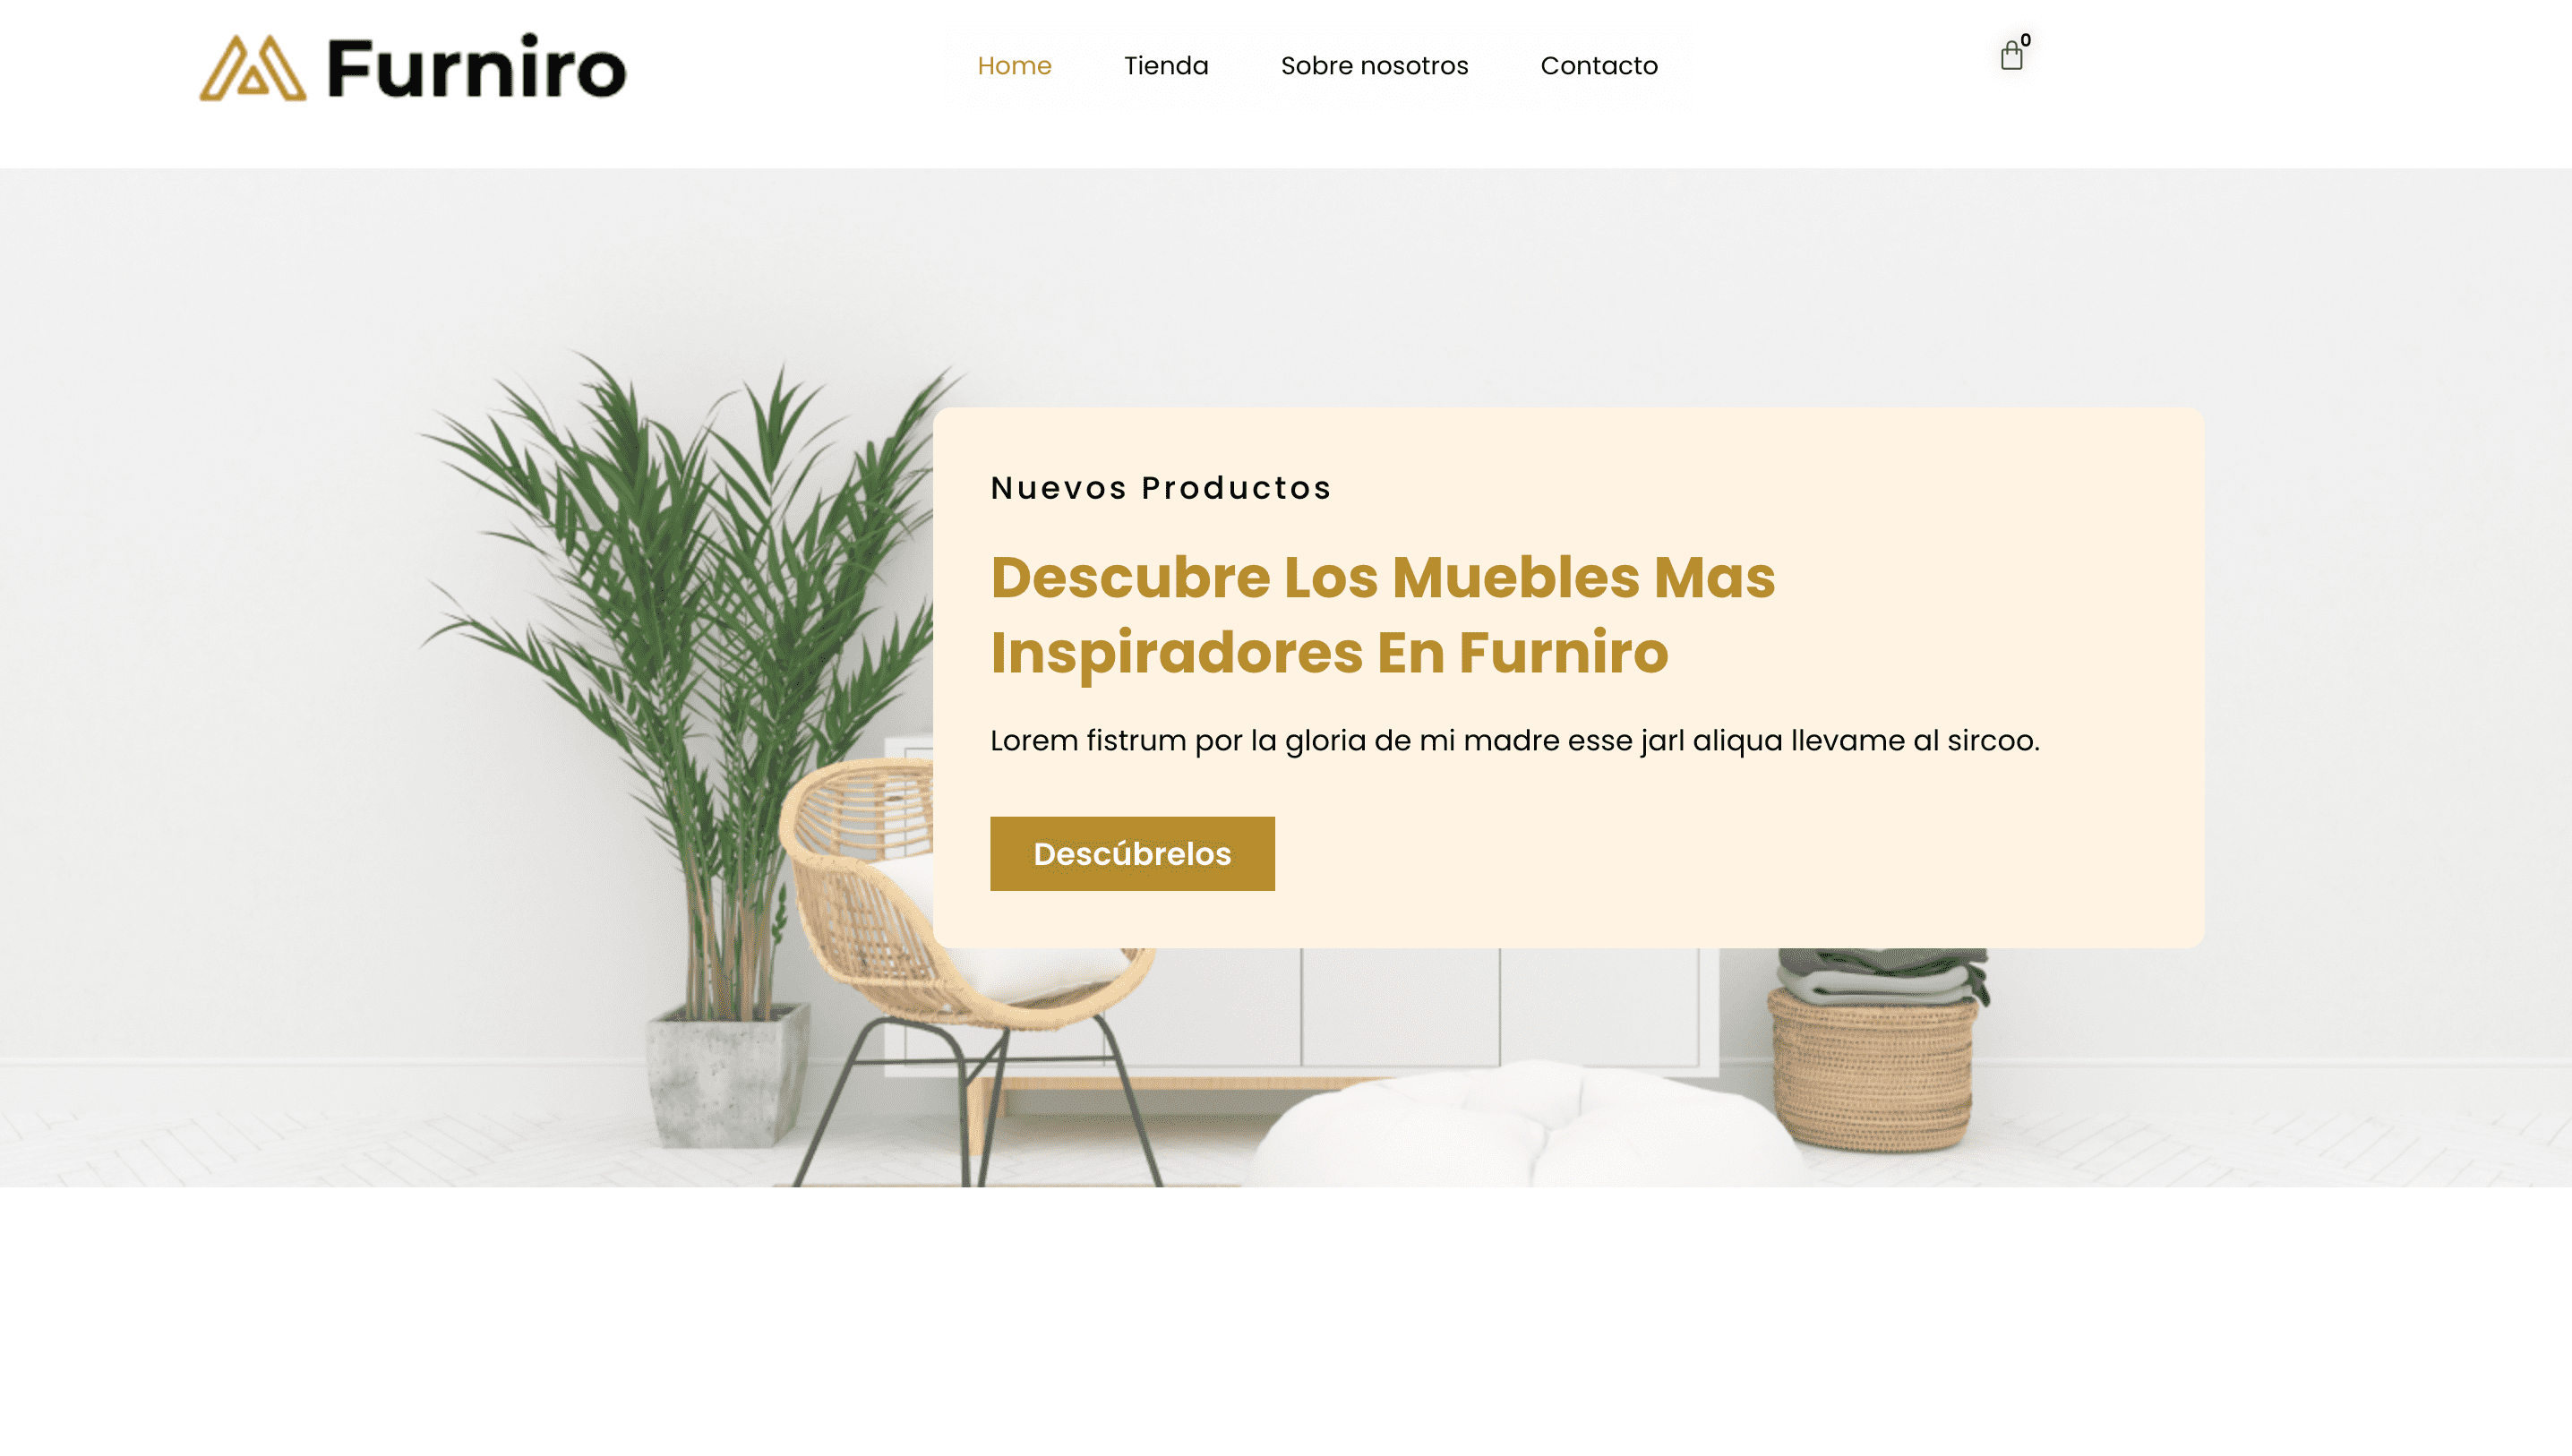 Furniro
Home Tienda Sobre nosotros Contacto
0
Nuevos Productos
Descubre Los Muebles Mas
Inspiradores En Furniro
Lorem fistrum por la gloria de mi madre esse jarl aliqua llevame al sircoo.
Descúbrelos